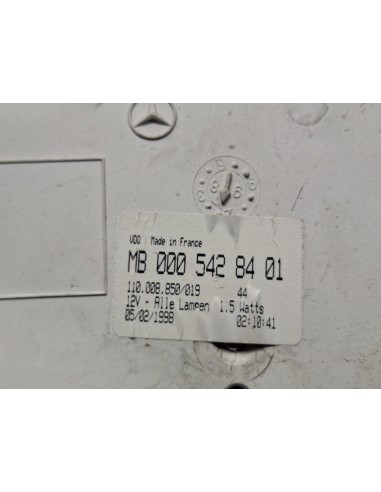 VDO Made in France
MB 000 542 84 01
110.008.850/019 44
12V - Alle Lampen 1.5 Watts
05/02/1998 02:10:41